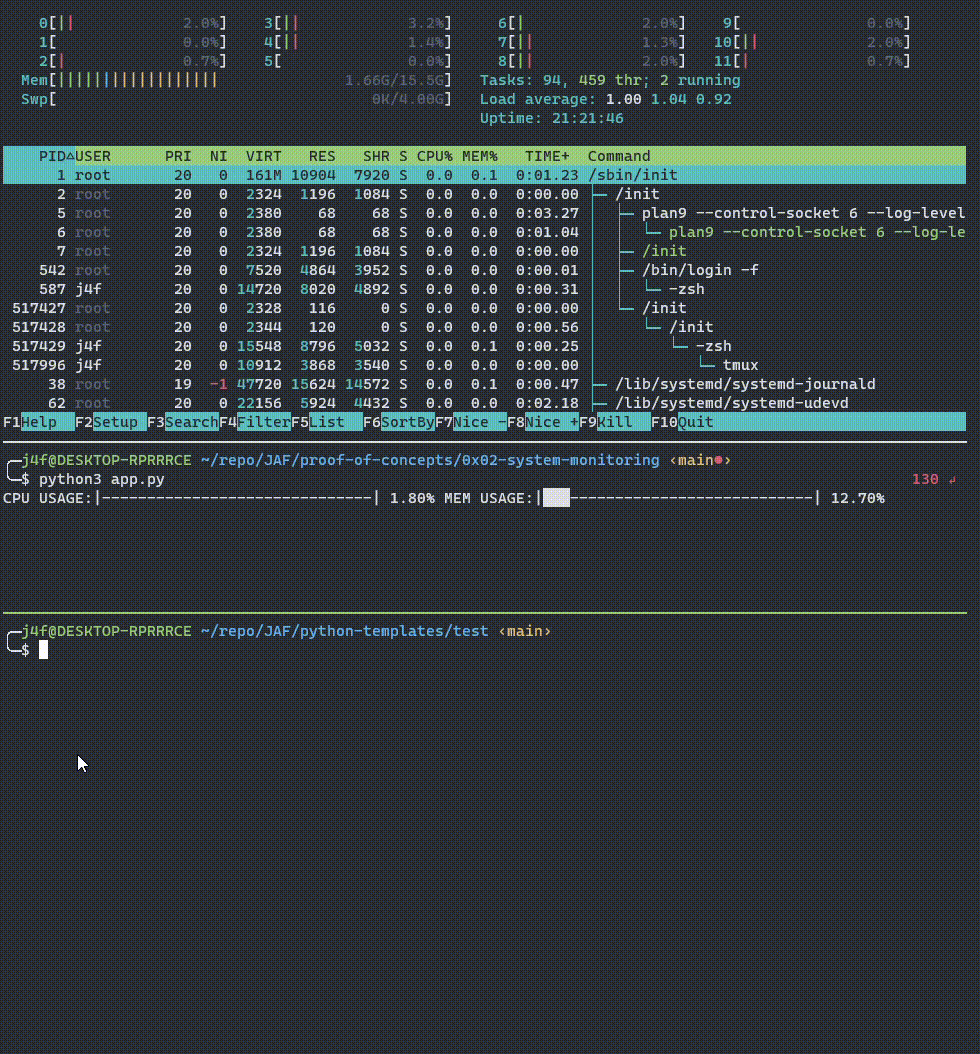 0[|| 2.0%] 3[|| 3.2%] 6[| 2.0%] 9[ 0.0%]
1[ 0.0%] 4[|| 1.4%] 7[|| 1.3%] 10[|| 2.0%]
2[| 0.7%] 5[ 0.0%] 8[|| 2.0%] 11[| 0.7%]
Mem[|||||||||||||||||| 1.66G/15.5G] Tasks: 94, 459 thr; 2 running
Swp[ 0K/4.00G] Load average: 1.00 1.04 0.92
Uptime: 21:21:46
PID△USER PRI NI VIRT RES SHR S CPU% MEM% TIME+ Command
1 root 20 0 161M 10904 7920 S 0.0 0.1 0:01.23 /sbin/init
2 root 20 0 2324 1196 1084 S 0.0 0.0 0:00.00 ├─ /init
5 root 20 0 2380 68 68 S 0.0 0.0 0:03.27 │ ├─ plan9 --control-socket 6 --log-level
6 root 20 0 2380 68 68 S 0.0 0.0 0:01.04 │ │ └─ plan9 --control-socket 6 --log-le
7 root 20 0 2324 1196 1084 S 0.0 0.0 0:00.00 │ ├─ /init
542 root 20 0 7520 4864 3952 S 0.0 0.0 0:00.01 │ ├─ /bin/login -f
587 j4f 20 0 14720 8020 4892 S 0.0 0.0 0:00.31 │ │ └─ -zsh
517427 root 20 0 2328 116 0 S 0.0 0.0 0:00.00 │ └─ /init
517428 root 20 0 2344 120 0 S 0.0 0.0 0:00.56 │ └─ /init
517429 j4f 20 0 15548 8796 5032 S 0.0 0.1 0:00.25 │ └─ -zsh
517996 j4f 20 0 10912 3868 3540 S 0.0 0.0 0:00.00 │ └─ tmux
38 root 19 -1 47720 15624 14572 S 0.0 0.1 0:00.47 ├─ /lib/systemd/systemd-journald
62 root 20 0 22156 5924 4432 S 0.0 0.0 0:02.18 ├─ /lib/systemd/systemd-udevd
F1Help F2Setup F3SearchF4FilterF5List F6SortByF7Nice -F8Nice +F9Kill F10Quit
╭─j4f@DESKTOP-RPRRRCE ~/repo/JAF/proof-of-concepts/0x02-system-monitoring ‹main●›
╰─$ python3 app.py 130 ↲
CPU USAGE:|------------------------------| 1.80% MEM USAGE:|███---------------------------| 12.70%
╭─j4f@DESKTOP-RPRRRCE ~/repo/JAF/python-templates/test ‹main›
╰─$